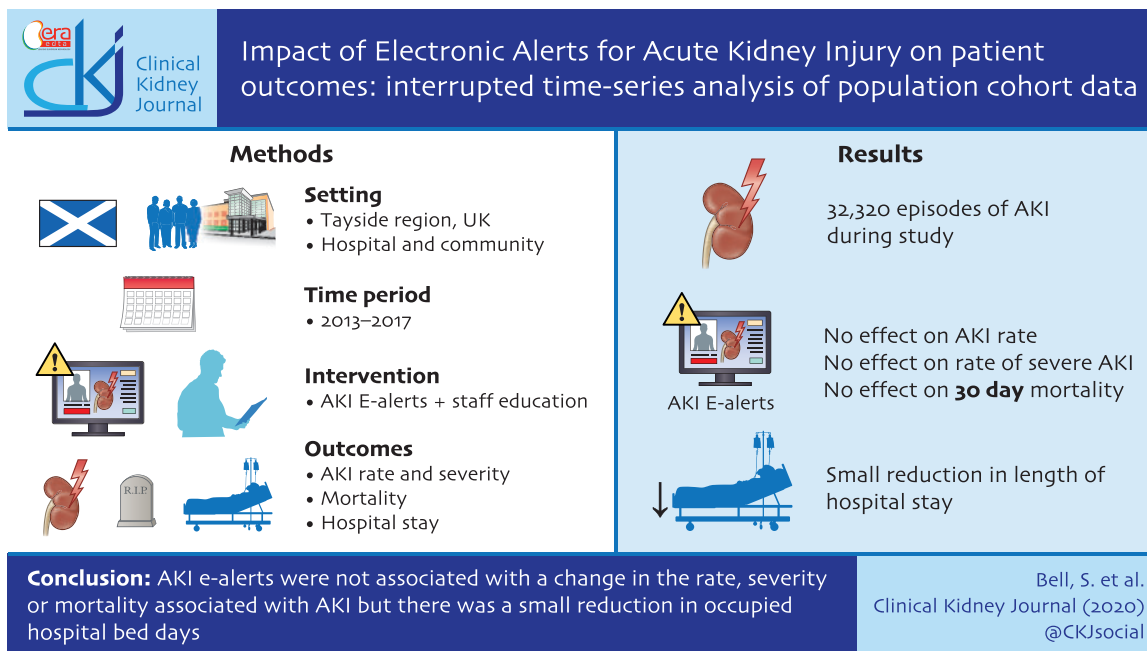 era
edta
ckj
Clinical
Kidney
Journal
Impact of Electronic Alerts for Acute Kidney Injury on patient
outcomes: interrupted time-series analysis of population cohort data
Methods
Setting
• Tayside region, UK
• Hospital and community
Time period
• 2013–2017
Intervention
• AKI E-alerts + staff education
Outcomes
• AKI rate and severity
• Mortality
• Hospital stay
R.I.P.
Results
32,320 episodes of AKI
during study
AKI E-alerts
No effect on AKI rate
No effect on rate of severe AKI
No effect on 30 day mortality
Small reduction in length of
hospital stay
Conclusion: AKI e-alerts were not associated with a change in the rate, severity
or mortality associated with AKI but there was a small reduction in occupied
hospital bed days
Bell, S. et al.
Clinical Kidney Journal (2020)
@CKJsocial